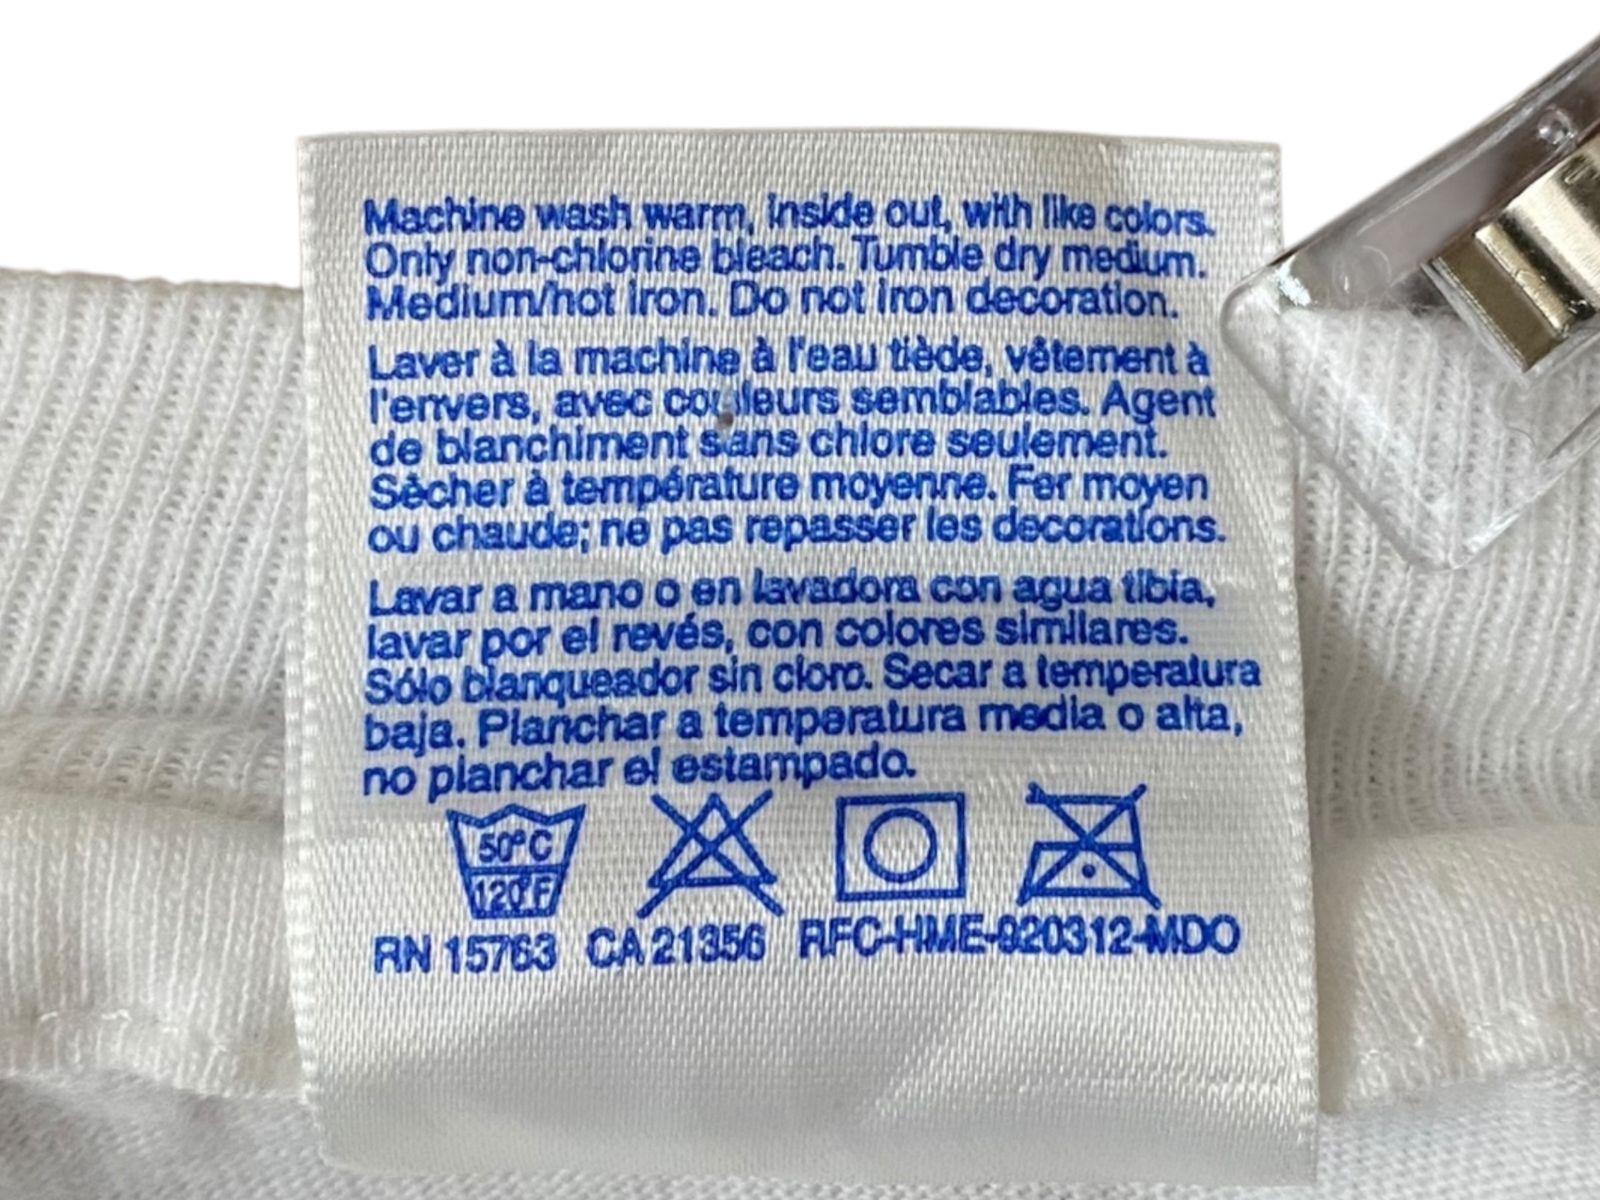 Machine wash warm, inside out, with like colors.
Only non-chlorine bleach. Tumble dry medium.
Medium/hot iron. Do not iron decoration.
Laver à la machine à l'eau tiède, vêtement à
l'envers, avec couleurs semblables. Agent
de blanchiment sans chlore seulement.
Sècher à température moyenne. Fer moyen
ou chaude; ne pas repasser les decorations.
Lavar a mano o en lavadora con agua tibia,
lavar por el revés, con colores similares.
Sólo blanqueador sin cloro. Secar a temperatura
baja. Planchar a temperatura media o alta,
no planchar el estampado.
50°C
120°F
RN 15763 CA 21356 RFC-HME-920312-MDO